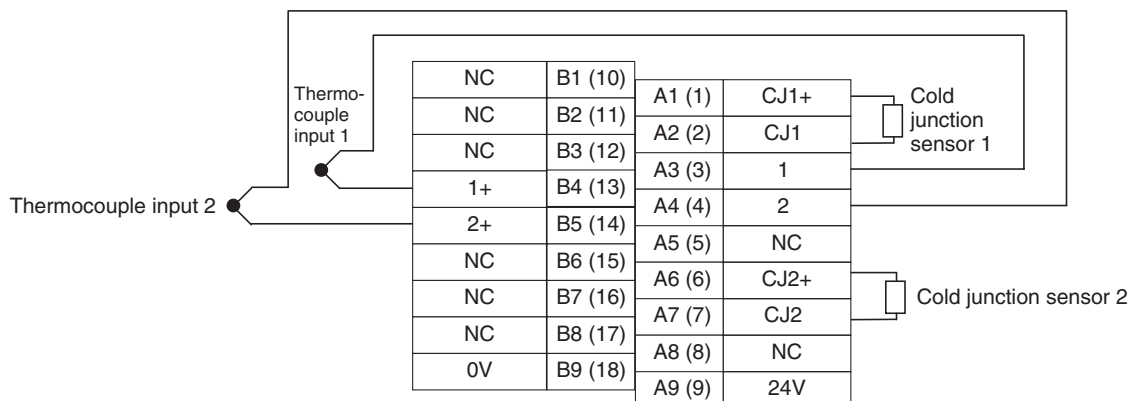 Thermo-
couple
input 1
Thermocouple input 2
NC B1 (10)
NC B2 (11)
NC B3 (12)
1+ B4 (13)
2+ B5 (14)
NC B6 (15)
NC B7 (16)
NC B8 (17)
0V B9 (18)
A1 (1) CJ1+
A2 (2) CJ1
A3 (3) 1
A4 (4) 2
A5 (5) NC
A6 (6) CJ2+
A7 (7) CJ2
A8 (8) NC
A9 (9) 24V
Cold
junction
sensor 1
Cold junction sensor 2